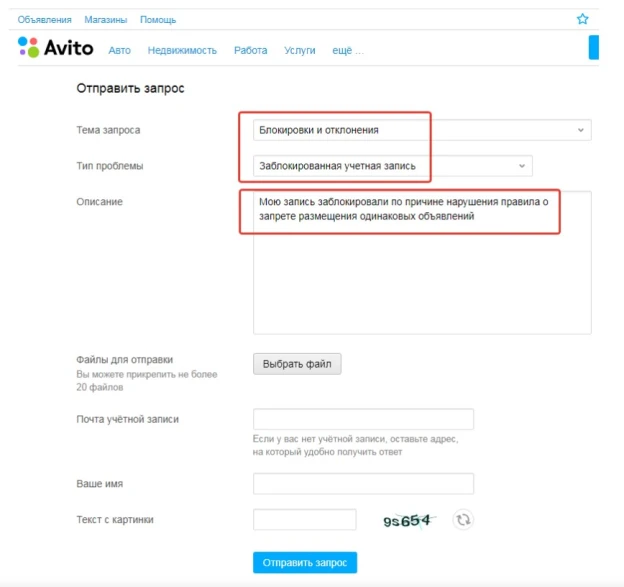 Объявления Магазины Помощь
Avito Авто Недвижимость Работа Услуги ещё ...
Отправить запрос
Тема запроса Блокировки и отклонения
Тип проблемы Заблокированная учетная запись
Описание Мою запись заблокировали по причине нарушения правила о
запрете размещения одинаковых объявлений
Файлы для отправки Выбрать файл
Вы можете прикрепить не более
20 файлов
Почта учётной записи
Если у вас нет учётной записи, оставьте адрес,
на который удобно получить ответ
Ваше имя
Текст с картинки 9s654
Отправить запрос